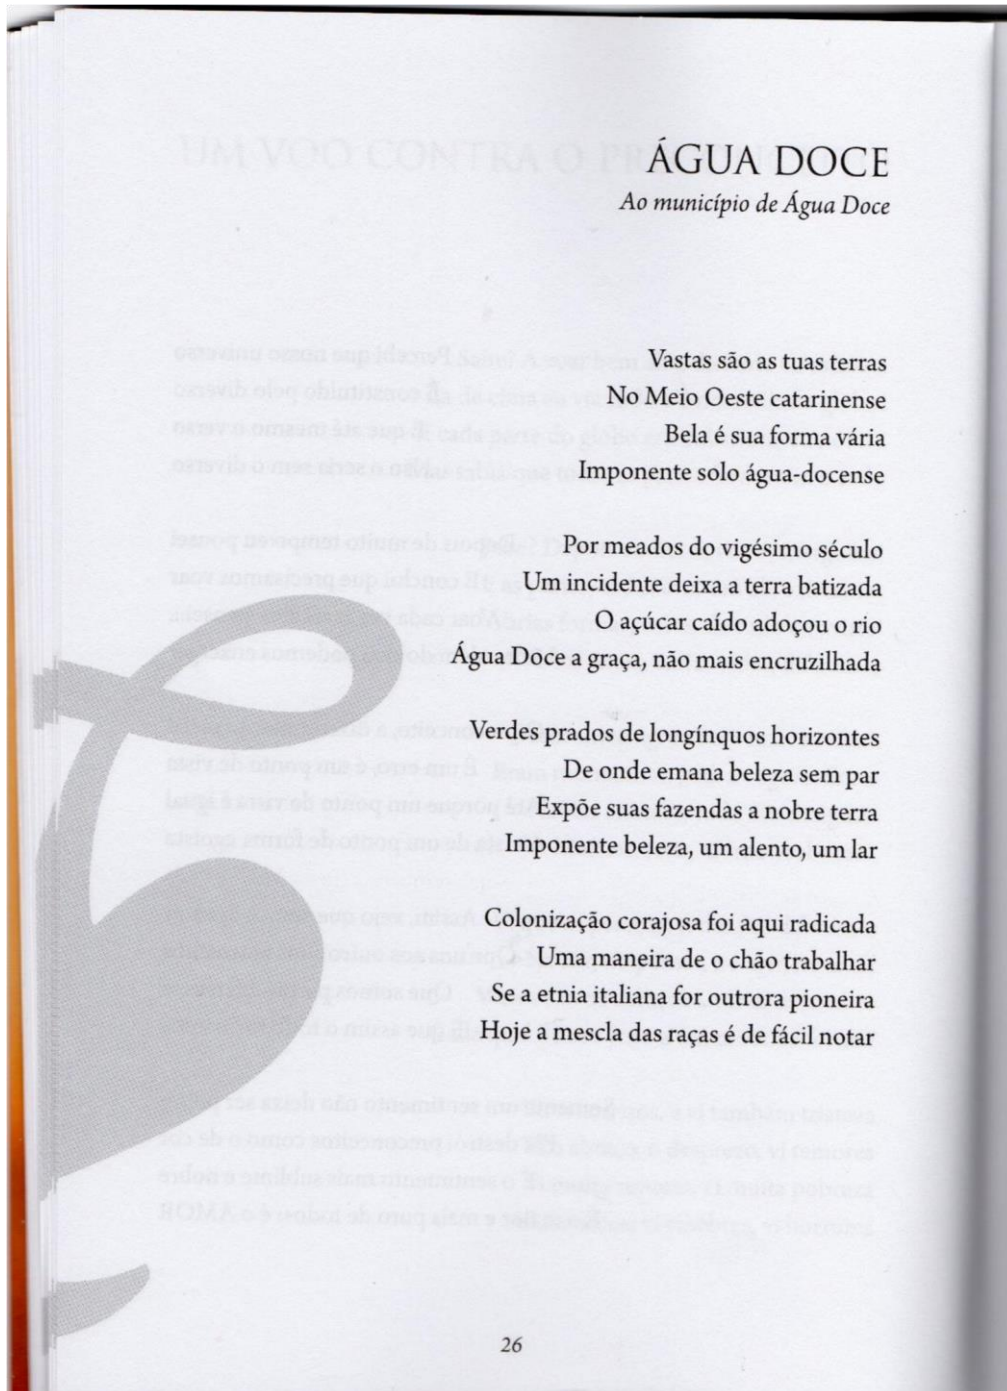 ÁGUA DOCE
Ao município de Água Doce
Vastas são as tuas terras
No Meio Oeste catarinense
Bela é sua forma vária
Imponente solo água-docense
Por meados do vigésimo século
Um incidente deixa a terra batizada
O açúcar caído adoçou o rio
Água Doce a graça, não mais encruzilhada
Verdes prados de longínquos horizontes
De onde emana beleza sem par
Expõe suas fazendas a nobre terra
Imponente beleza, um alento, um lar
Colonização corajosa foi aqui radicada
Uma maneira de o chão trabalhar
Se a etnia italiana for outrora pioneira
Hoje a mescla das raças é de fácil notar
26